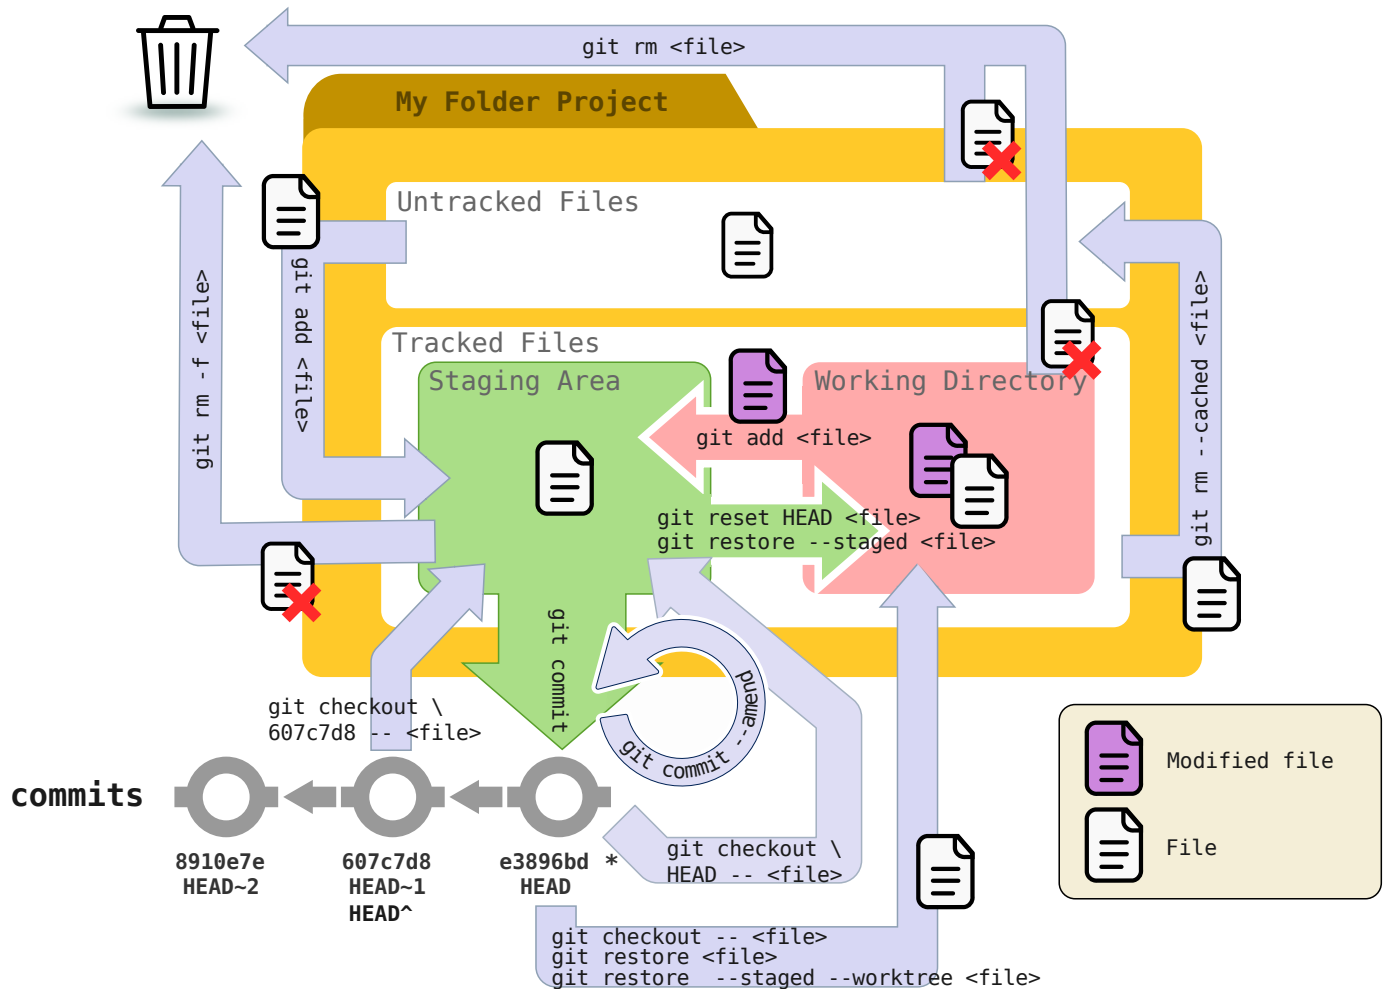 git rm <file>
My Folder Project
Untracked Files
git add <file>
git rm -f <file>
git rm --cached <file>
Tracked Files
Staging Area
Working Directory
git add <file>
git reset HEAD <file>
git restore --staged <file>
git commit
git commit --amend
git checkout \
607c7d8 -- <file>
commits
8910e7e
HEAD~2
607c7d8
HEAD~1
HEAD^
e3896bd *
HEAD
git checkout \
HEAD -- <file>
git checkout -- <file>
git restore <file>
git restore  --staged --worktree <file>
Modified file
File